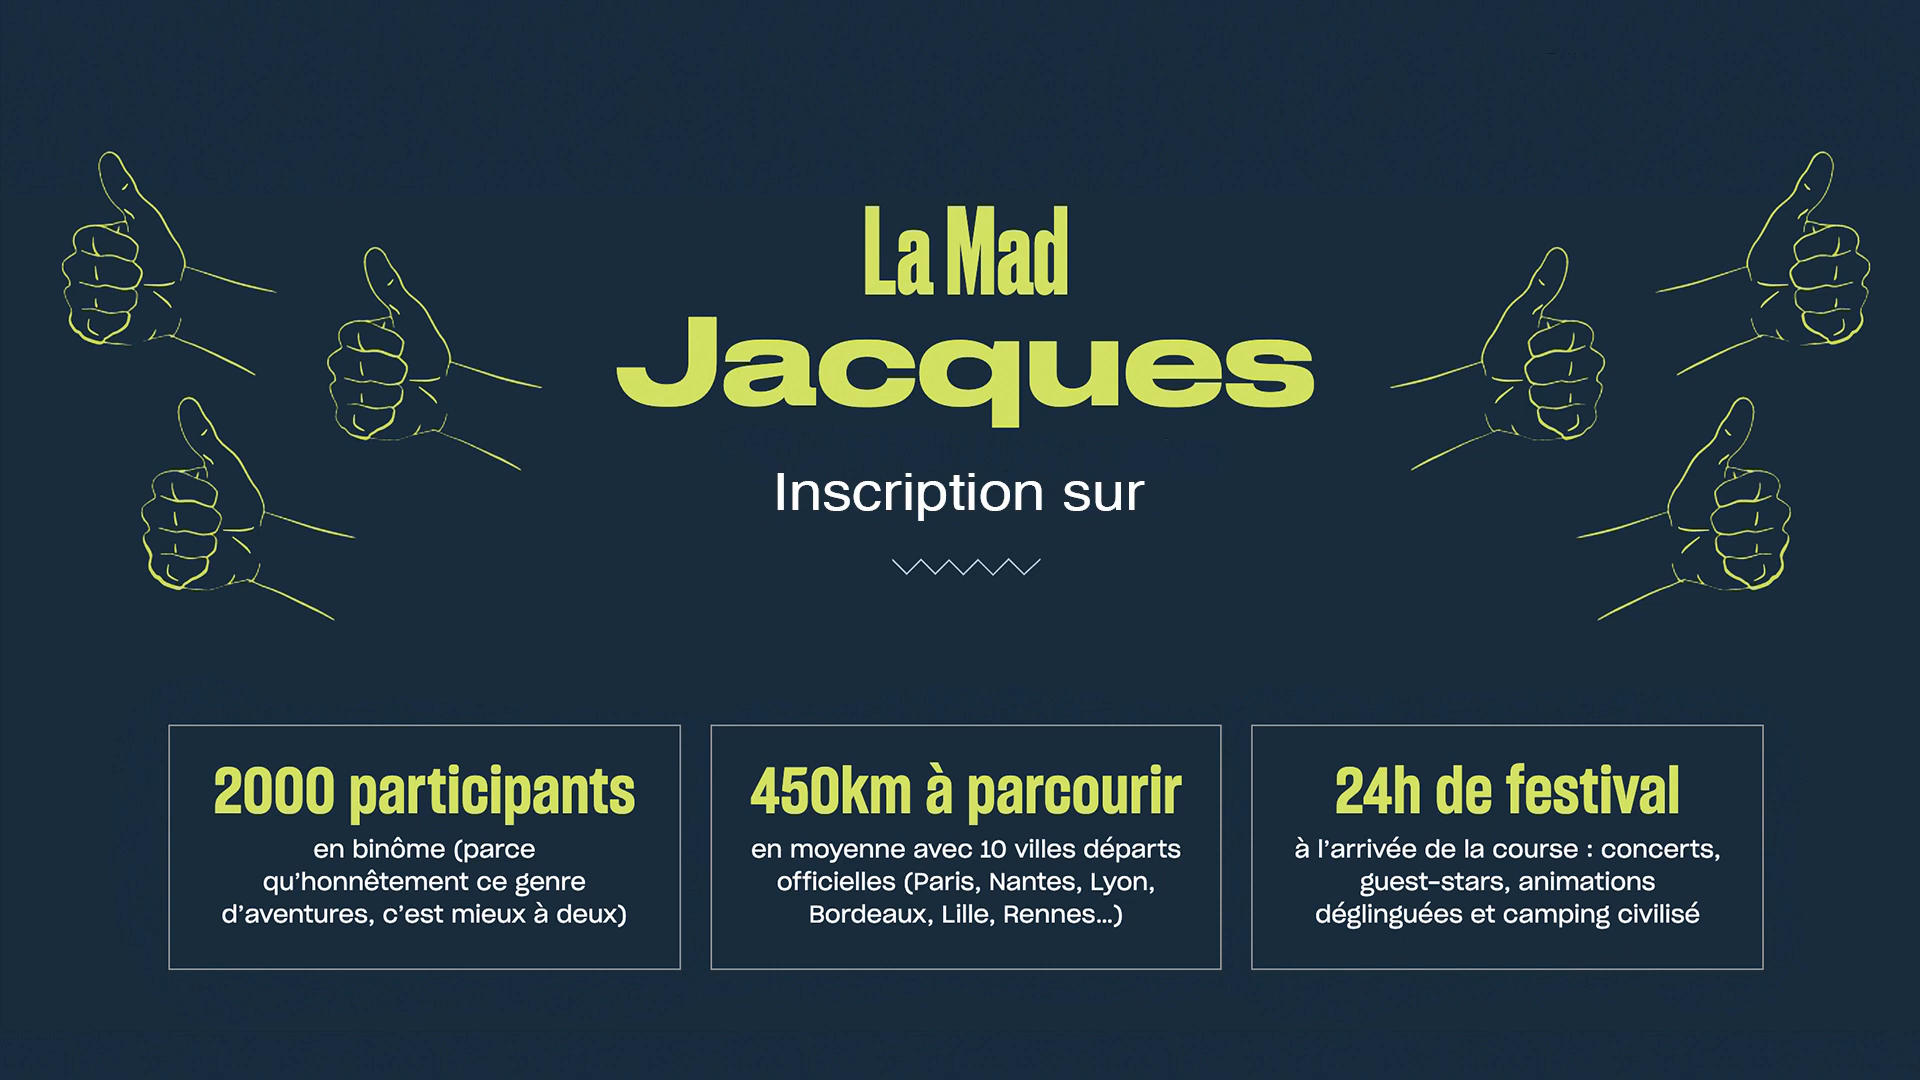 La Mad
Jacques
Inscription sur
2000 participants
en binôme (parce
qu’honnêtement ce genre
d’aventures, c’est mieux à deux)
450km à parcourir
en moyenne avec 10 villes départs
officielles (Paris, Nantes, Lyon,
Bordeaux, Lille, Rennes...)
24h de festival
à l’arrivée de la course : concerts,
guest-stars, animations
déglinguées et camping civilisé